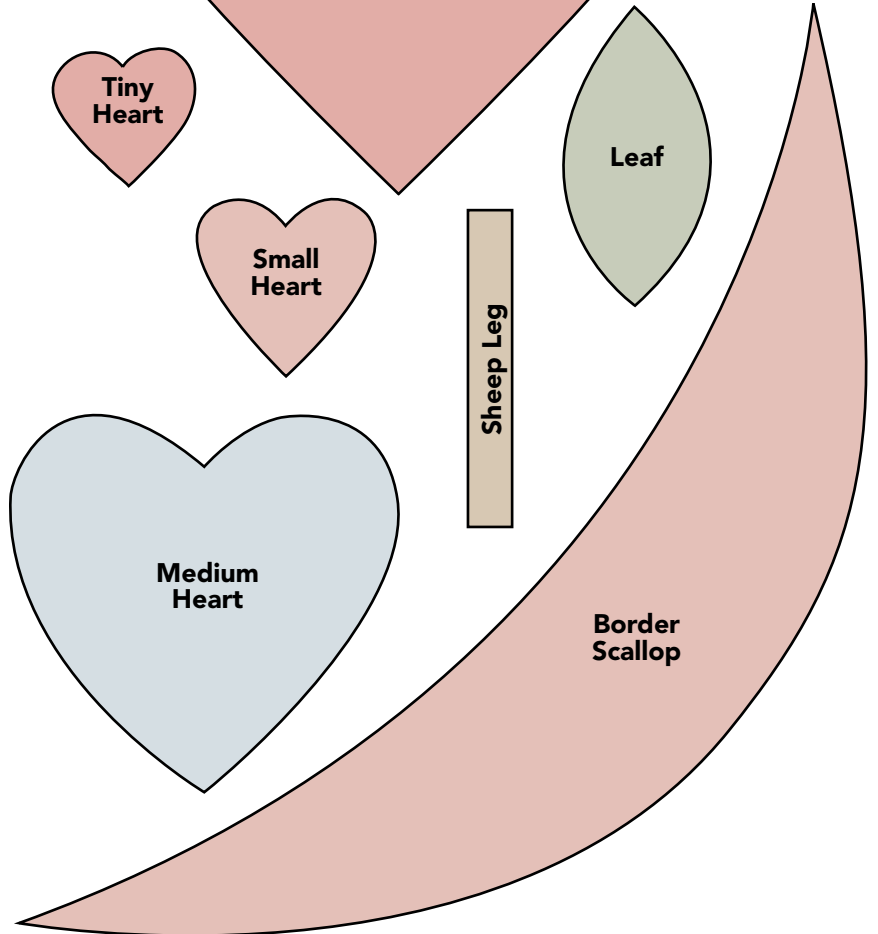 Tiny
Heart
Leaf
Small
Heart
Sheep Leg
Medium
Heart
Border
Scallop